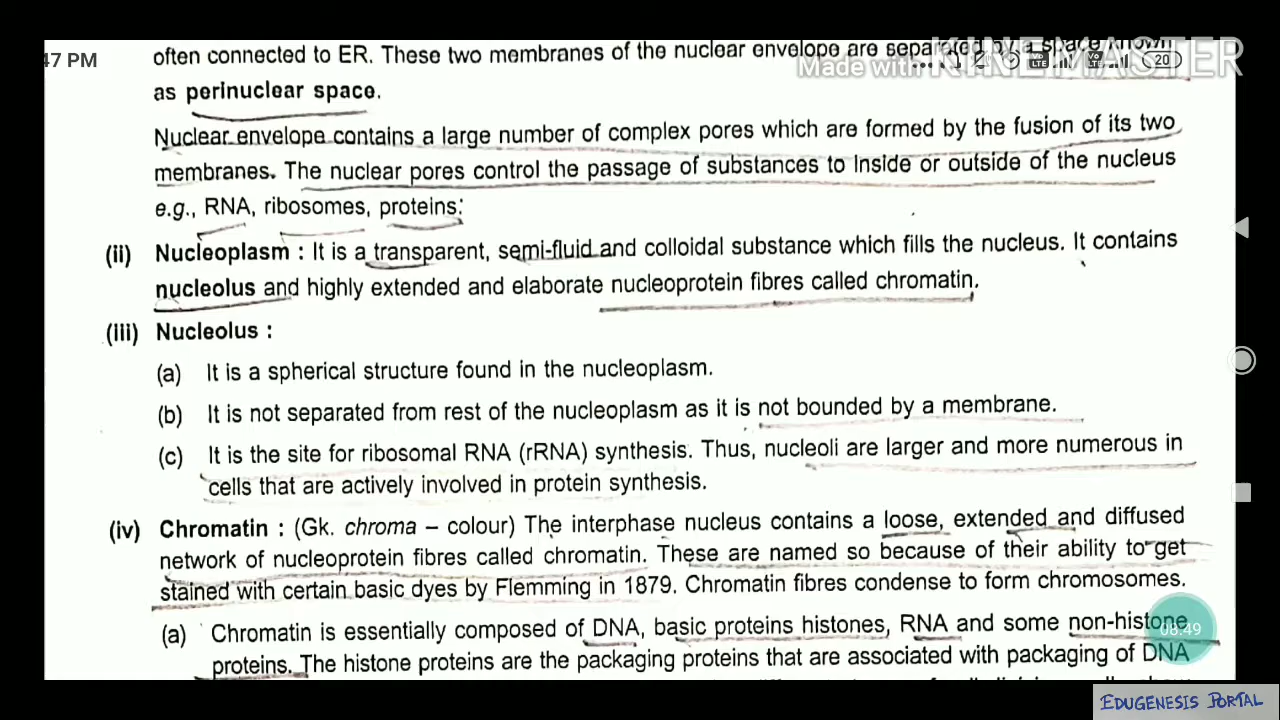 47 PM
Made with KINEMASTER
20
often connected to ER. These two membranes of the nuclear envelope are separated by a space known
as perinuclear space.
Nuclear envelope contains a large number of complex pores which are formed by the fusion of its two
membranes. The nuclear pores control the passage of substances to inside or outside of the nucleus
e.g., RNA, ribosomes, proteins.
(ii) Nucleoplasm : It is a transparent, semi-fluid and colloidal substance which fills the nucleus. It contains
nucleolus and highly extended and elaborate nucleoprotein fibres called chromatin.
(iii) Nucleolus :
(a) It is a spherical structure found in the nucleoplasm.
(b) It is not separated from rest of the nucleoplasm as it is not bounded by a membrane.
(c) It is the site for ribosomal RNA (rRNA) synthesis. Thus, nucleoli are larger and more numerous in
cells that are actively involved in protein synthesis.
(iv) Chromatin : (Gk. chroma – colour) The interphase nucleus contains a loose, extended and diffused
network of nucleoprotein fibres called chromatin. These are named so because of their ability to get
stained with certain basic dyes by Flemming in 1879. Chromatin fibres condense to form chromosomes.
(a) Chromatin is essentially composed of DNA, basic proteins histones, RNA and some non-histone
08:49
proteins. The histone proteins are the packaging proteins that are associated with packaging of DNA
EDUGENESIS PORTAL